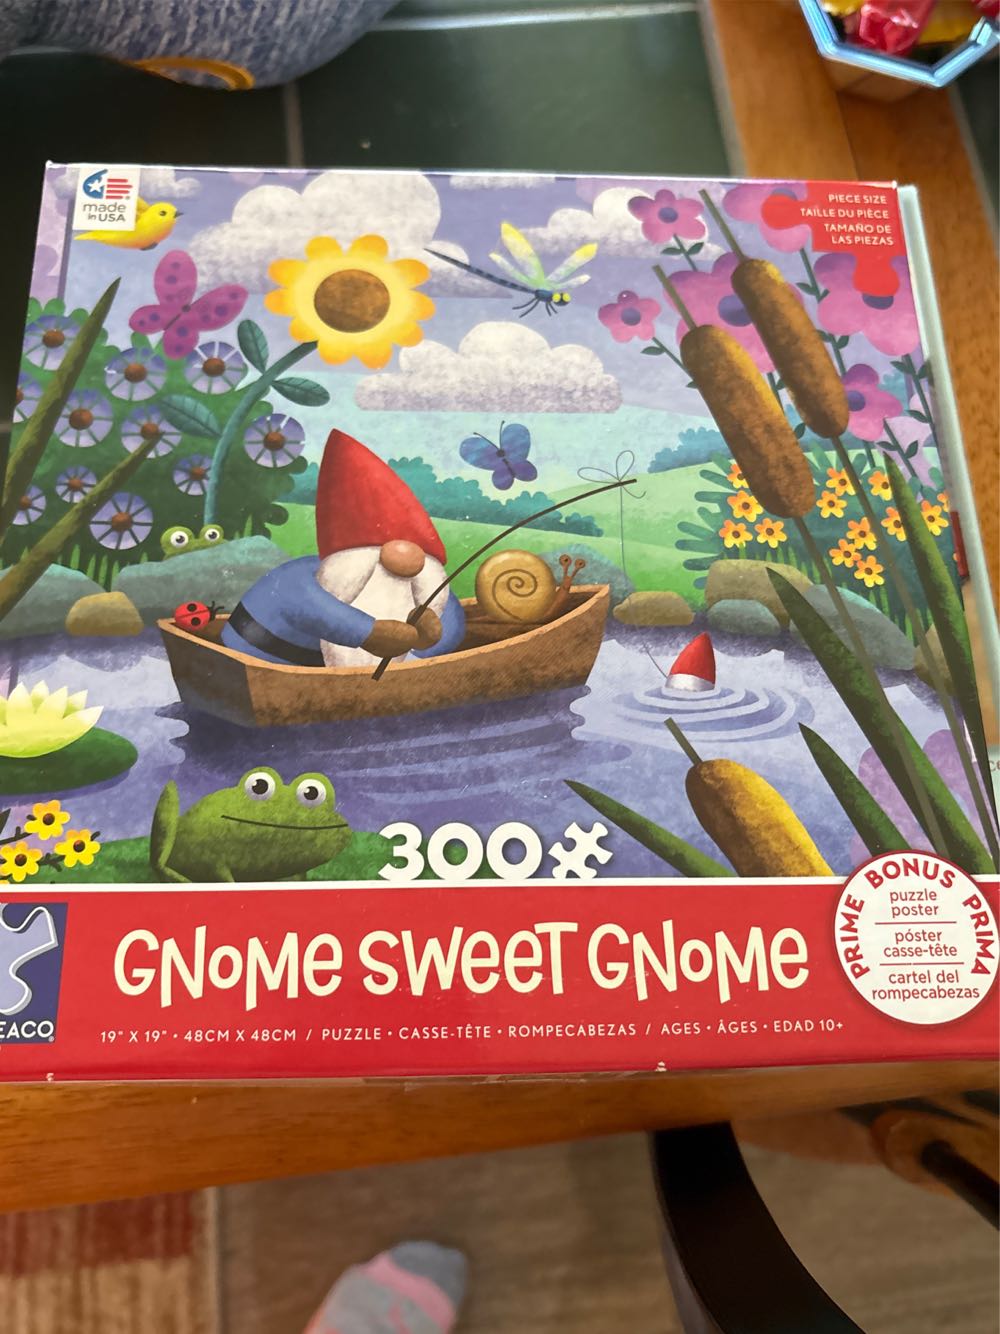 made
in USA
PIECE SIZE
TAILLE DU PIÈCE
TAMAÑO DE
LAS PIEZAS
300
GNOME SWEET GNOME
19" X 19" • 48CM X 48CM / PUZZLE • CASSE-TÊTE • ROMPECABEZAS / AGES • ÂGES • EDAD 10+
EACO
PRIME BONUS PRIMA
puzzle
poster
póster
casse-tête
cartel del
rompecabezas